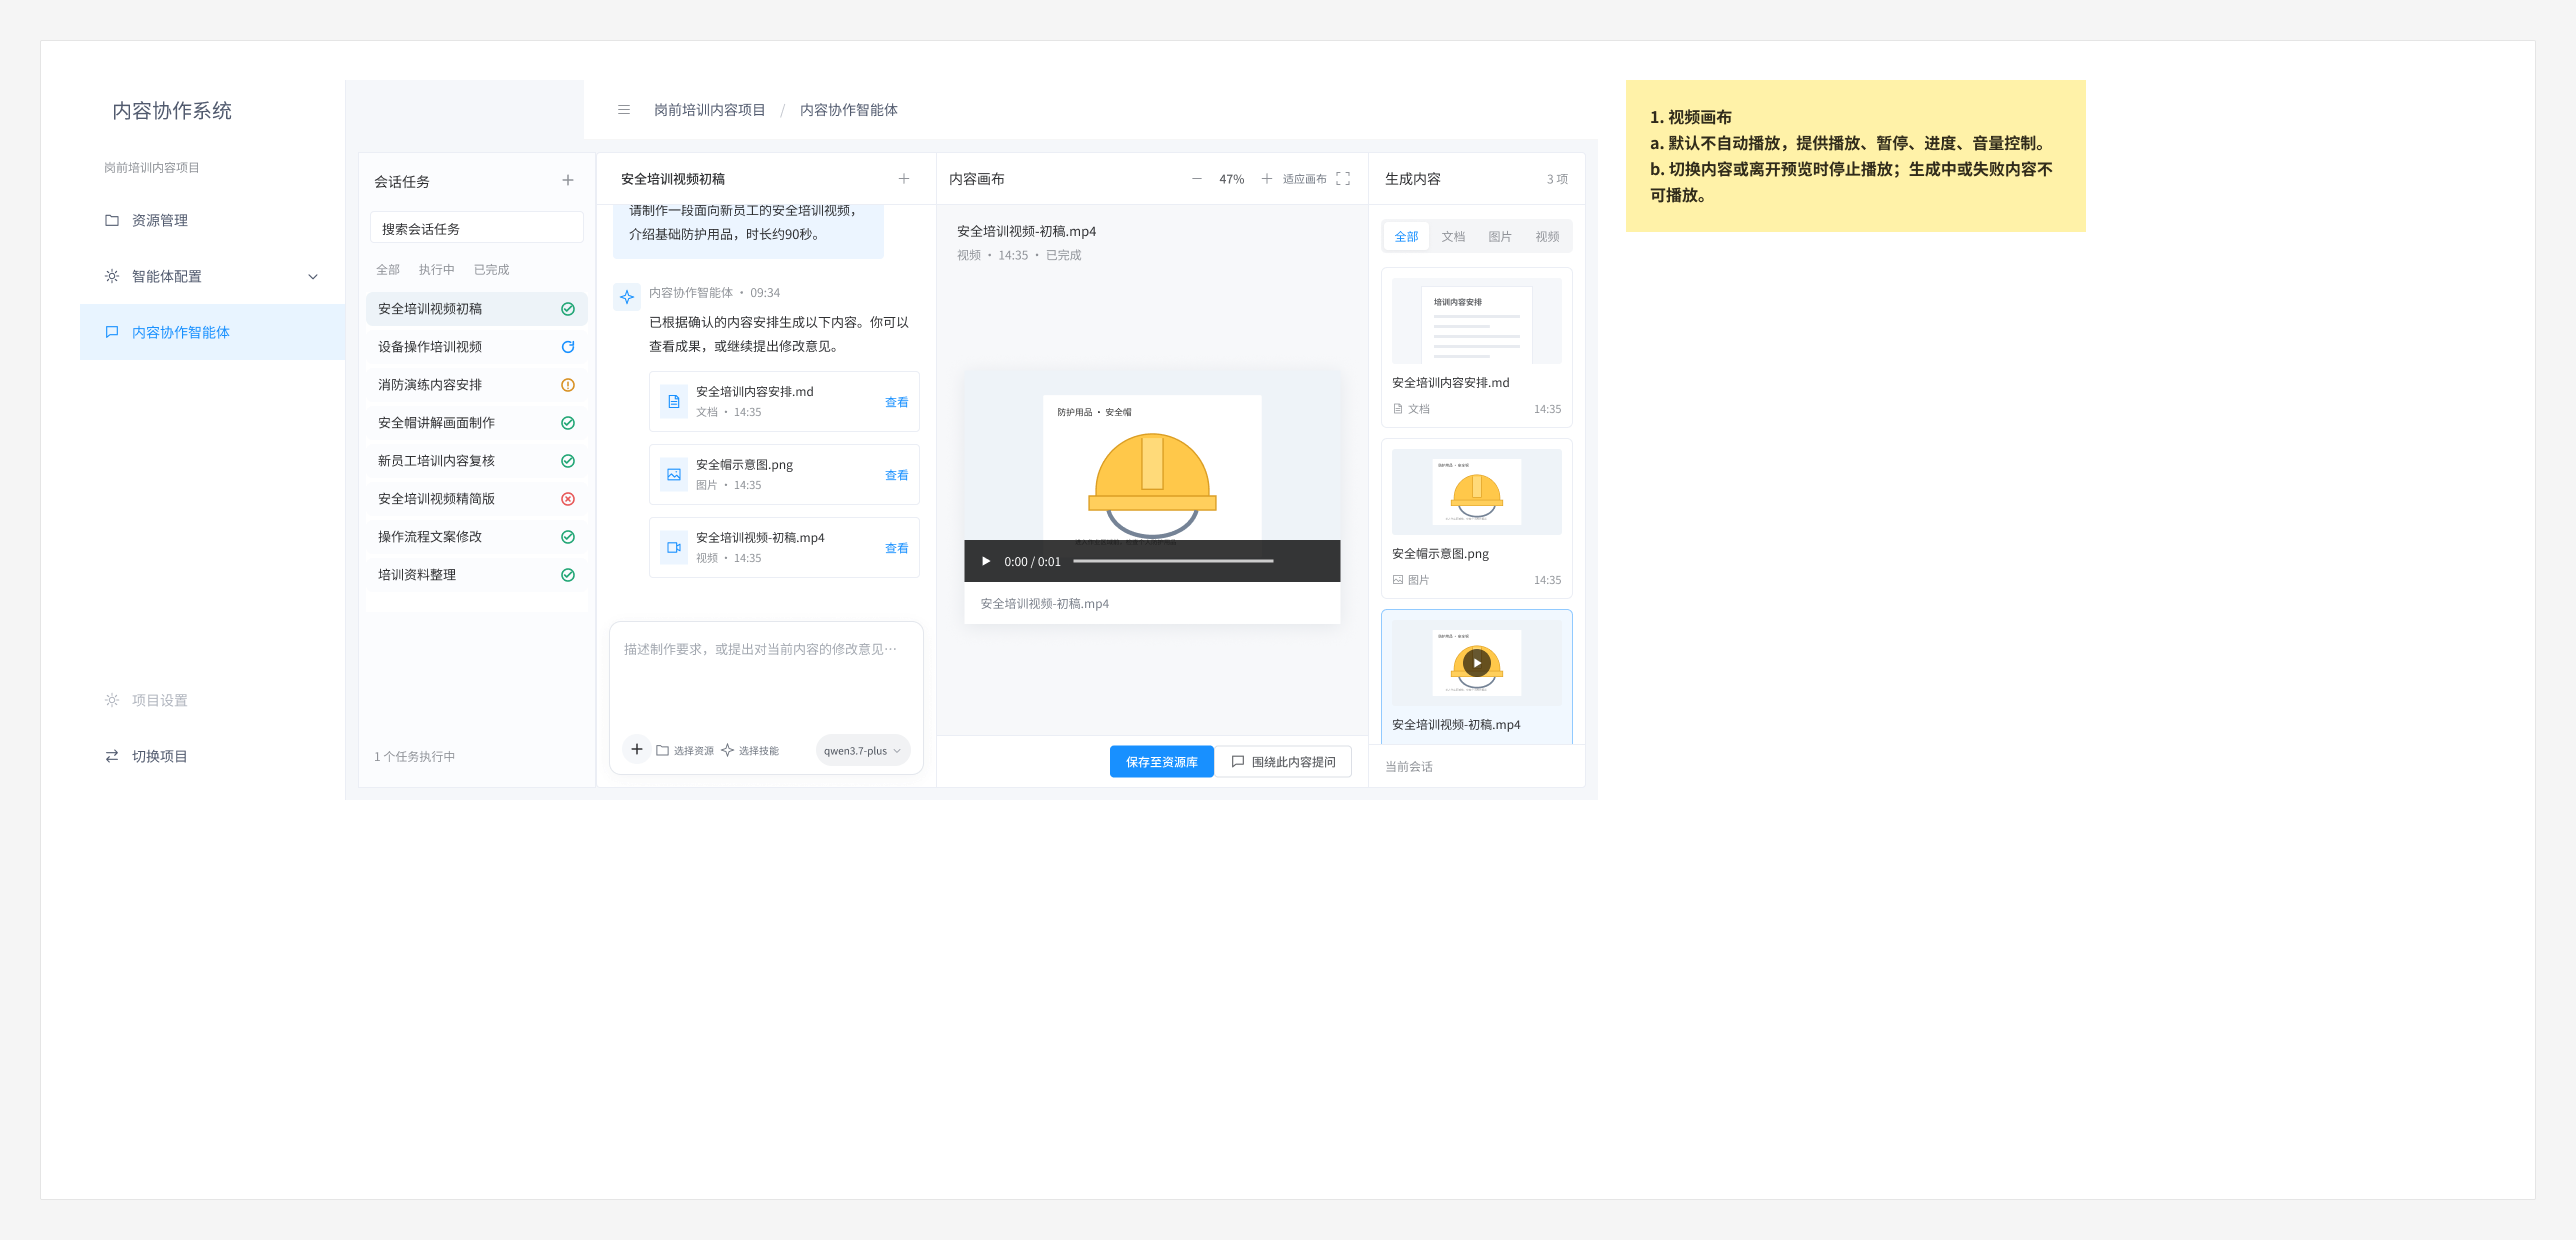 内容协作系统
岗前培训内容项目
资源管理
智能体配置
内容协作智能体
项目设置
切换项目
岗前培训内容项目 / 内容协作智能体
会话任务
搜索会话任务
全部 执行中 已完成
安全培训视频初稿
设备操作培训视频
消防演练内容安排
安全帽讲解画面制作
新员工培训内容复核
安全培训视频精简版
操作流程文案修改
培训资料整理
1 个任务执行中
安全培训视频初稿
请制作一段面向新员工的安全培训视频，
介绍基础防护用品，时长约90秒。
内容协作智能体 · 09:34
已根据确认的内容安排生成以下内容。你可以
查看成果，或继续提出修改意见。
安全培训内容安排.md
文档 · 14:35
查看
安全帽示意图.png
图片 · 14:35
查看
安全培训视频-初稿.mp4
视频 · 14:35
查看
描述制作要求，或提出对当前内容的修改意见…
选择资源 选择技能 qwen3.7-plus
内容画布
47% 适应画布
安全培训视频-初稿.mp4
视频 · 14:35 · 已完成
防护用品 · 安全帽
0:00 / 0:01
安全培训视频-初稿.mp4
保存至资源库 围绕此内容提问
生成内容 3 项
全部 文档 图片 视频
培训内容安排
安全培训内容安排.md
文档 14:35
防护用品 · 安全帽
安全帽示意图.png
图片 14:35
防护用品 · 安全帽
安全培训视频-初稿.mp4
当前会话
1. 视频画布
a. 默认不自动播放，提供播放、暂停、进度、音量控制。
b. 切换内容或离开预览时停止播放；生成中或失败内容不
可播放。